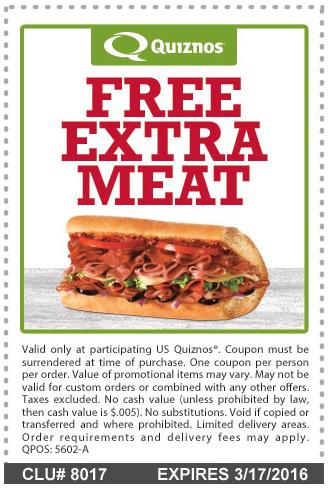 Quiznos
FREE
EXTRA
MEAT
Valid only at participating US Quiznos®. Coupon must be
surrendered at time of purchase. One coupon per person
per order. Value of promotional items may vary. May not be
valid for custom orders or combined with any other offers.
Taxes excluded. No cash value (unless prohibited by law,
then cash value is $.005). No substitutions. Void if copied or
transferred and where prohibited. Limited delivery areas.
Order requirements and delivery fees may apply.
QPOS: 5602-A
CLU# 8017 EXPIRES 3/17/2016